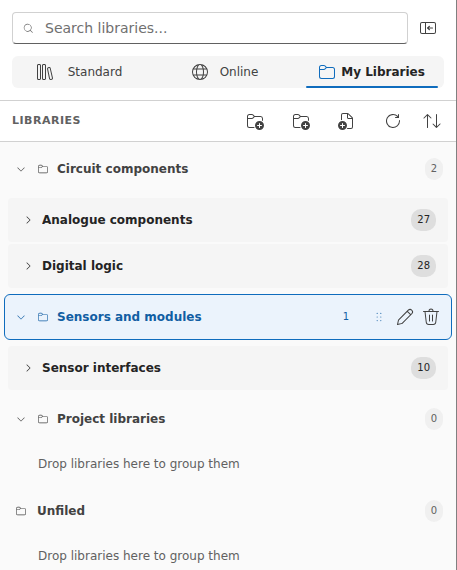 Search libraries...
Standard Online My Libraries
LIBRARIES
Circuit components 2
Analogue components 27
Digital logic 28
Sensors and modules 1
Sensor interfaces 10
Project libraries 0
Drop libraries here to group them
Unfiled 0
Drop libraries here to group them